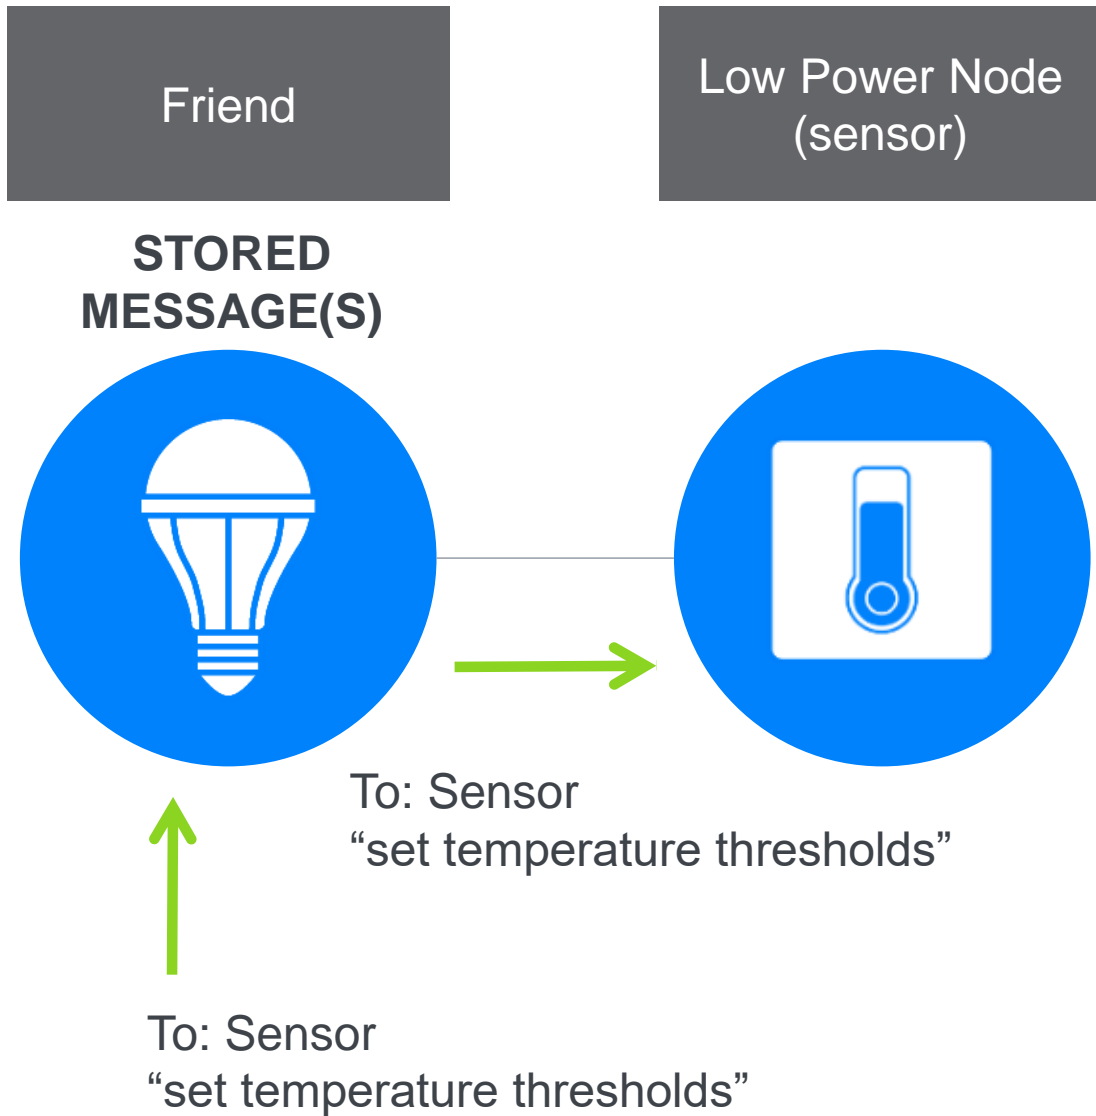 Friend
Low Power Node
(sensor)
STORED
MESSAGE(S)
To: Sensor
“set temperature thresholds”
To: Sensor
“set temperature thresholds”